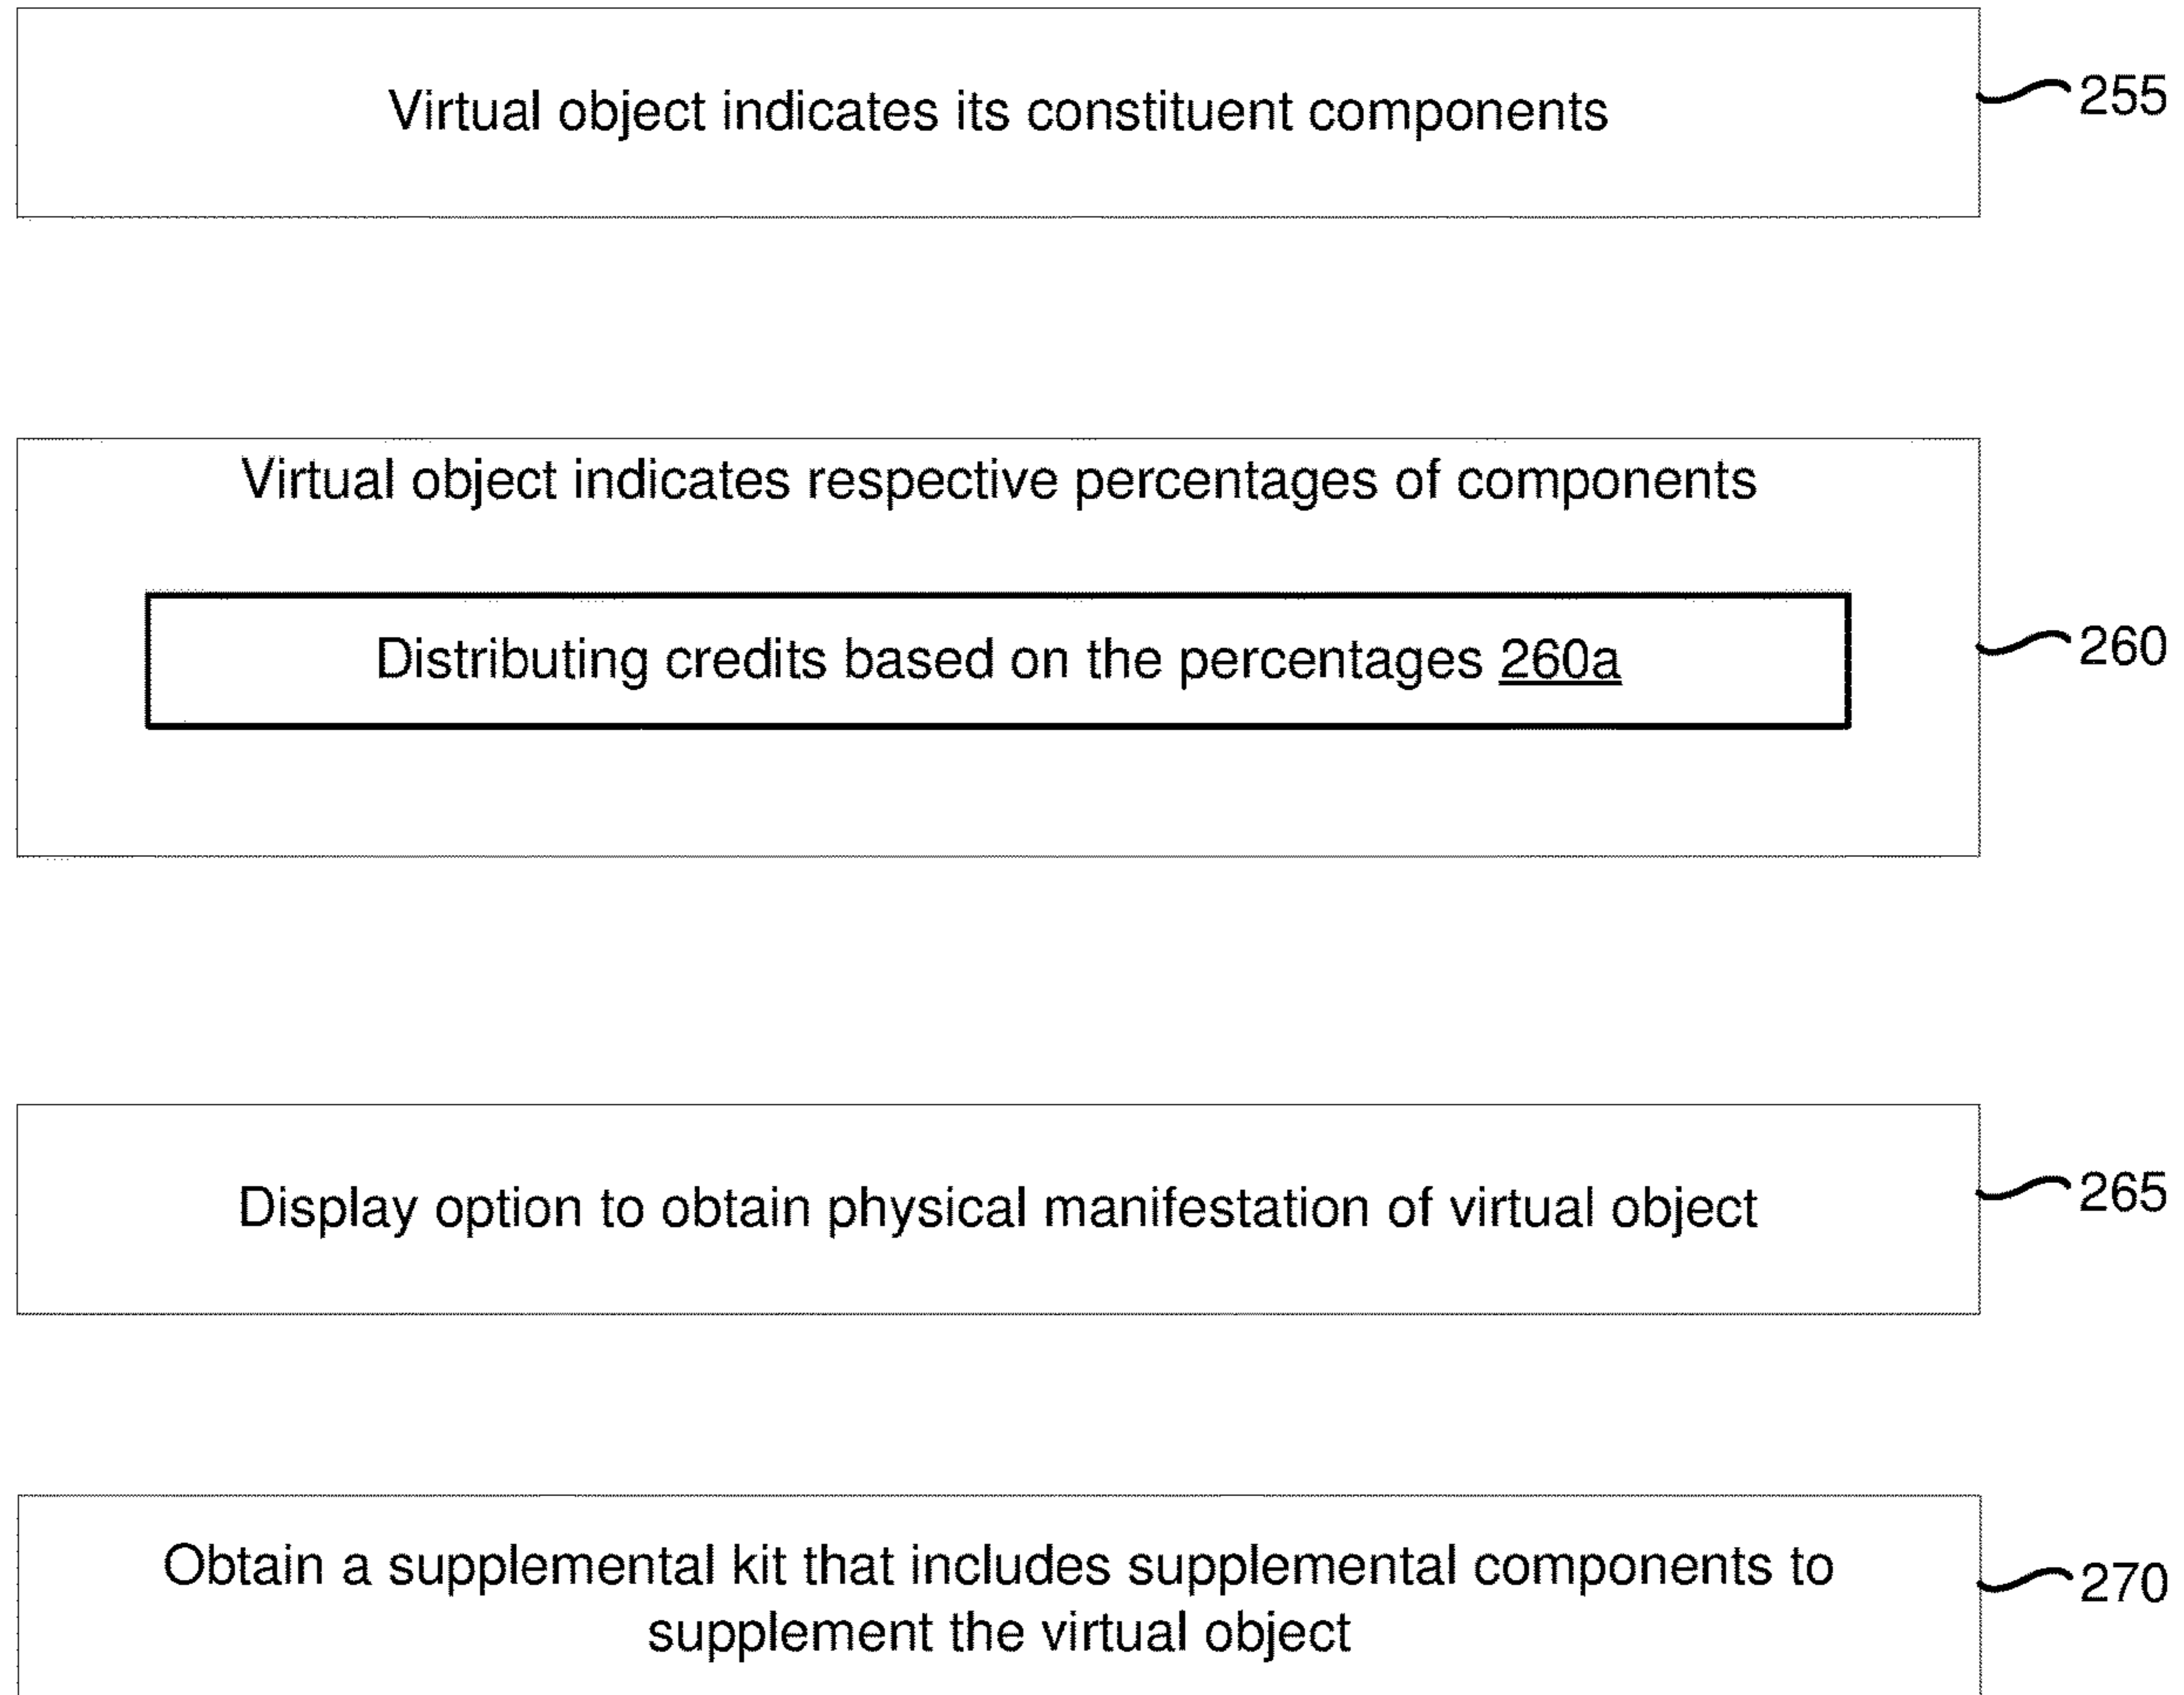 Virtual object indicates its constituent components
255
Virtual object indicates respective percentages of components
Distributing credits based on the percentages 260a
260
Display option to obtain physical manifestation of virtual object
265
Obtain a supplemental kit that includes supplemental components to
supplement the virtual object
270